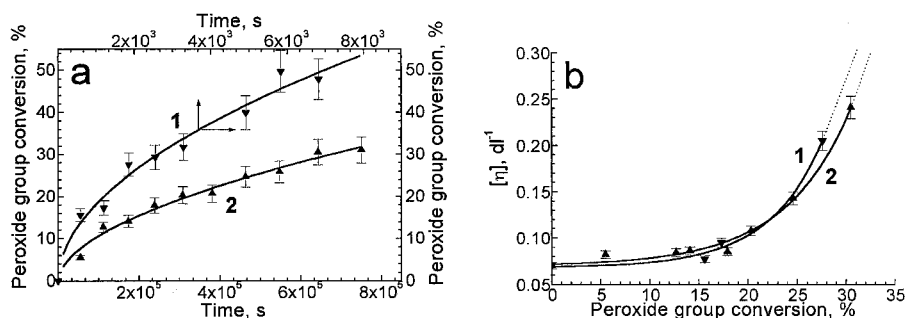 Time, s
2x10³ 4x10³ 6x10³ 8x10³
Peroxide group conversion, %
50
40
30
20
10
0
a
1
2
50
40
30
20
10
0
Peroxide group conversion, %
2x10⁵ 4x10⁵ 6x10⁵ 8x10⁵
Time, s
b
[η], dl⁻¹
0.30
0.25
0.20
0.15
0.10
0.05
1
2
0 5 10 15 20 25 30 35
Peroxide group conversion, %